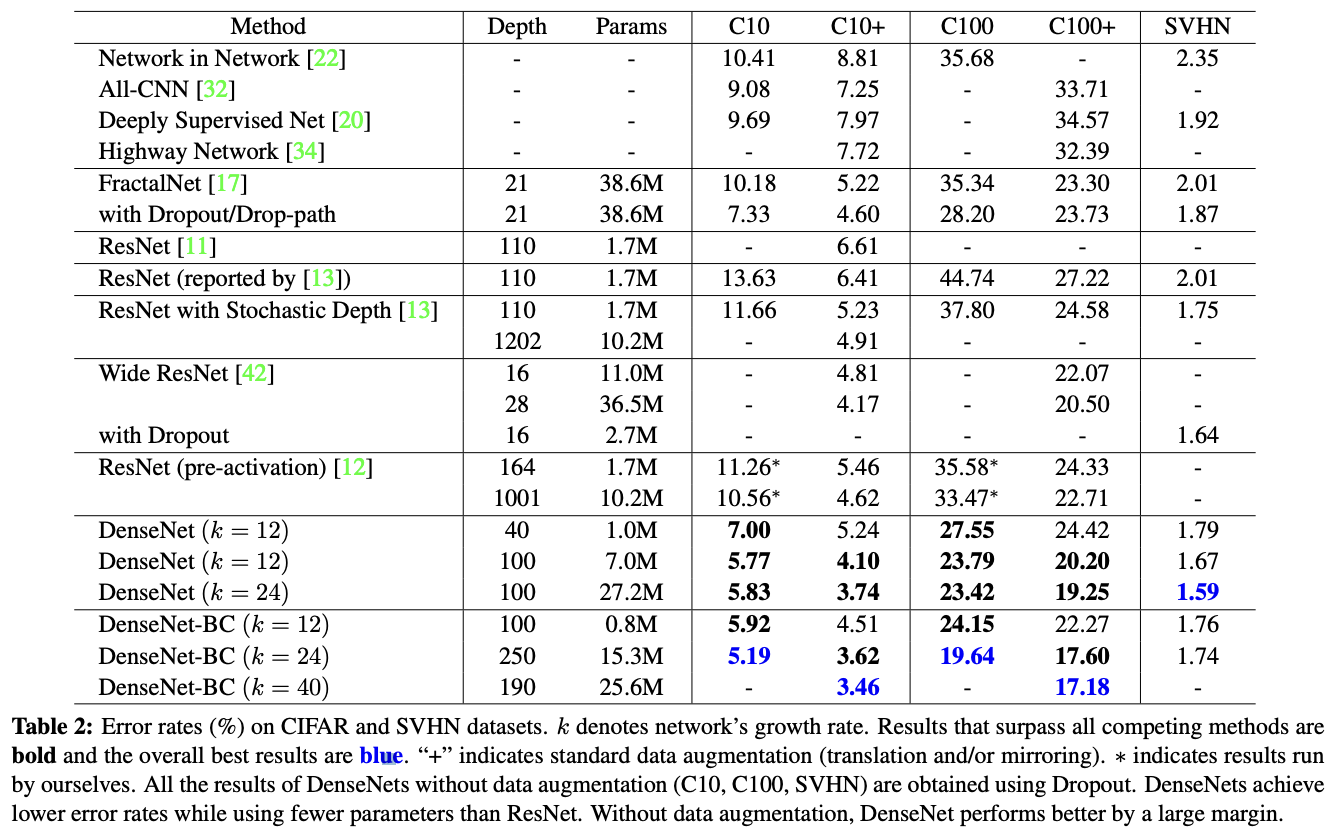 Method Depth Params C10 C10+ C100 C100+ SVHN
Network in Network [22] - - 10.41 8.81 35.68 - 2.35
All-CNN [32] - - 9.08 7.25 - 33.71 -
Deeply Supervised Net [20] - - 9.69 7.97 - 34.57 1.92
Highway Network [34] - - - 7.72 - 32.39 -
FractalNet [17] 21 38.6M 10.18 5.22 35.34 23.30 2.01
with Dropout/Drop-path 21 38.6M 7.33 4.60 28.20 23.73 1.87
ResNet [11] 110 1.7M - 6.61 - - -
ResNet (reported by [13]) 110 1.7M 13.63 6.41 44.74 27.22 2.01
ResNet with Stochastic Depth [13] 110 1.7M 11.66 5.23 37.80 24.58 1.75
1202 10.2M - 4.91 - - -
Wide ResNet [42] 16 11.0M - 4.81 - 22.07 -
28 36.5M - 4.17 - 20.50 -
with Dropout 16 2.7M - - - - 1.64
ResNet (pre-activation) [12] 164 1.7M 11.26* 5.46 35.58* 24.33 -
1001 10.2M 10.56* 4.62 33.47* 22.71 -
DenseNet (k = 12) 40 1.0M 7.00 5.24 27.55 24.42 1.79
DenseNet (k = 12) 100 7.0M 5.77 4.10 23.79 20.20 1.67
DenseNet (k = 24) 100 27.2M 5.83 3.74 23.42 19.25 1.59
DenseNet-BC (k = 12) 100 0.8M 5.92 4.51 24.15 22.27 1.76
DenseNet-BC (k = 24) 250 15.3M 5.19 3.62 19.64 17.60 1.74
DenseNet-BC (k = 40) 190 25.6M - 3.46 - 17.18 -
Table 2: Error rates (%) on CIFAR and SVHN datasets. k denotes network's growth rate. Results that surpass all competing methods are
bold and the overall best results are blue. "+" indicates standard data augmentation (translation and/or mirroring). * indicates results run
by ourselves. All the results of DenseNets without data augmentation (C10, C100, SVHN) are obtained using Dropout. DenseNets achieve
lower error rates while using fewer parameters than ResNet. Without data augmentation, DenseNet performs better by a large margin.